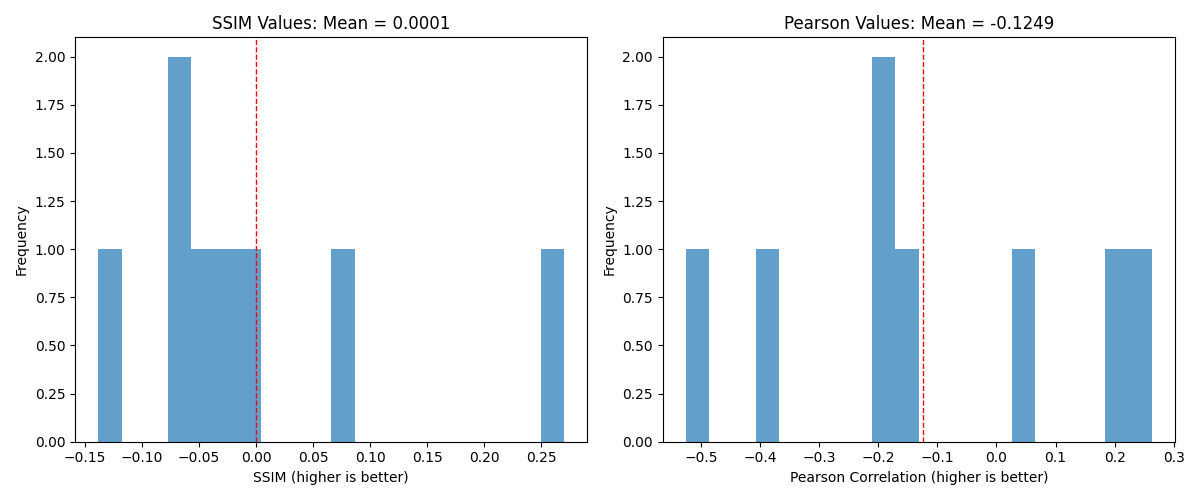 SSIM Values: Mean = 0.0001
2.00
1.75
1.50
1.25
1.00
0.75
0.50
0.25
0.00
Frequency
−0.15 −0.10 −0.05 0.00 0.05 0.10 0.15 0.20 0.25
SSIM (higher is better)
Pearson Values: Mean = -0.1249
2.00
1.75
1.50
1.25
1.00
0.75
0.50
0.25
0.00
Frequency
−0.5 −0.4 −0.3 −0.2 −0.1 0.0 0.1 0.2 0.3
Pearson Correlation (higher is better)